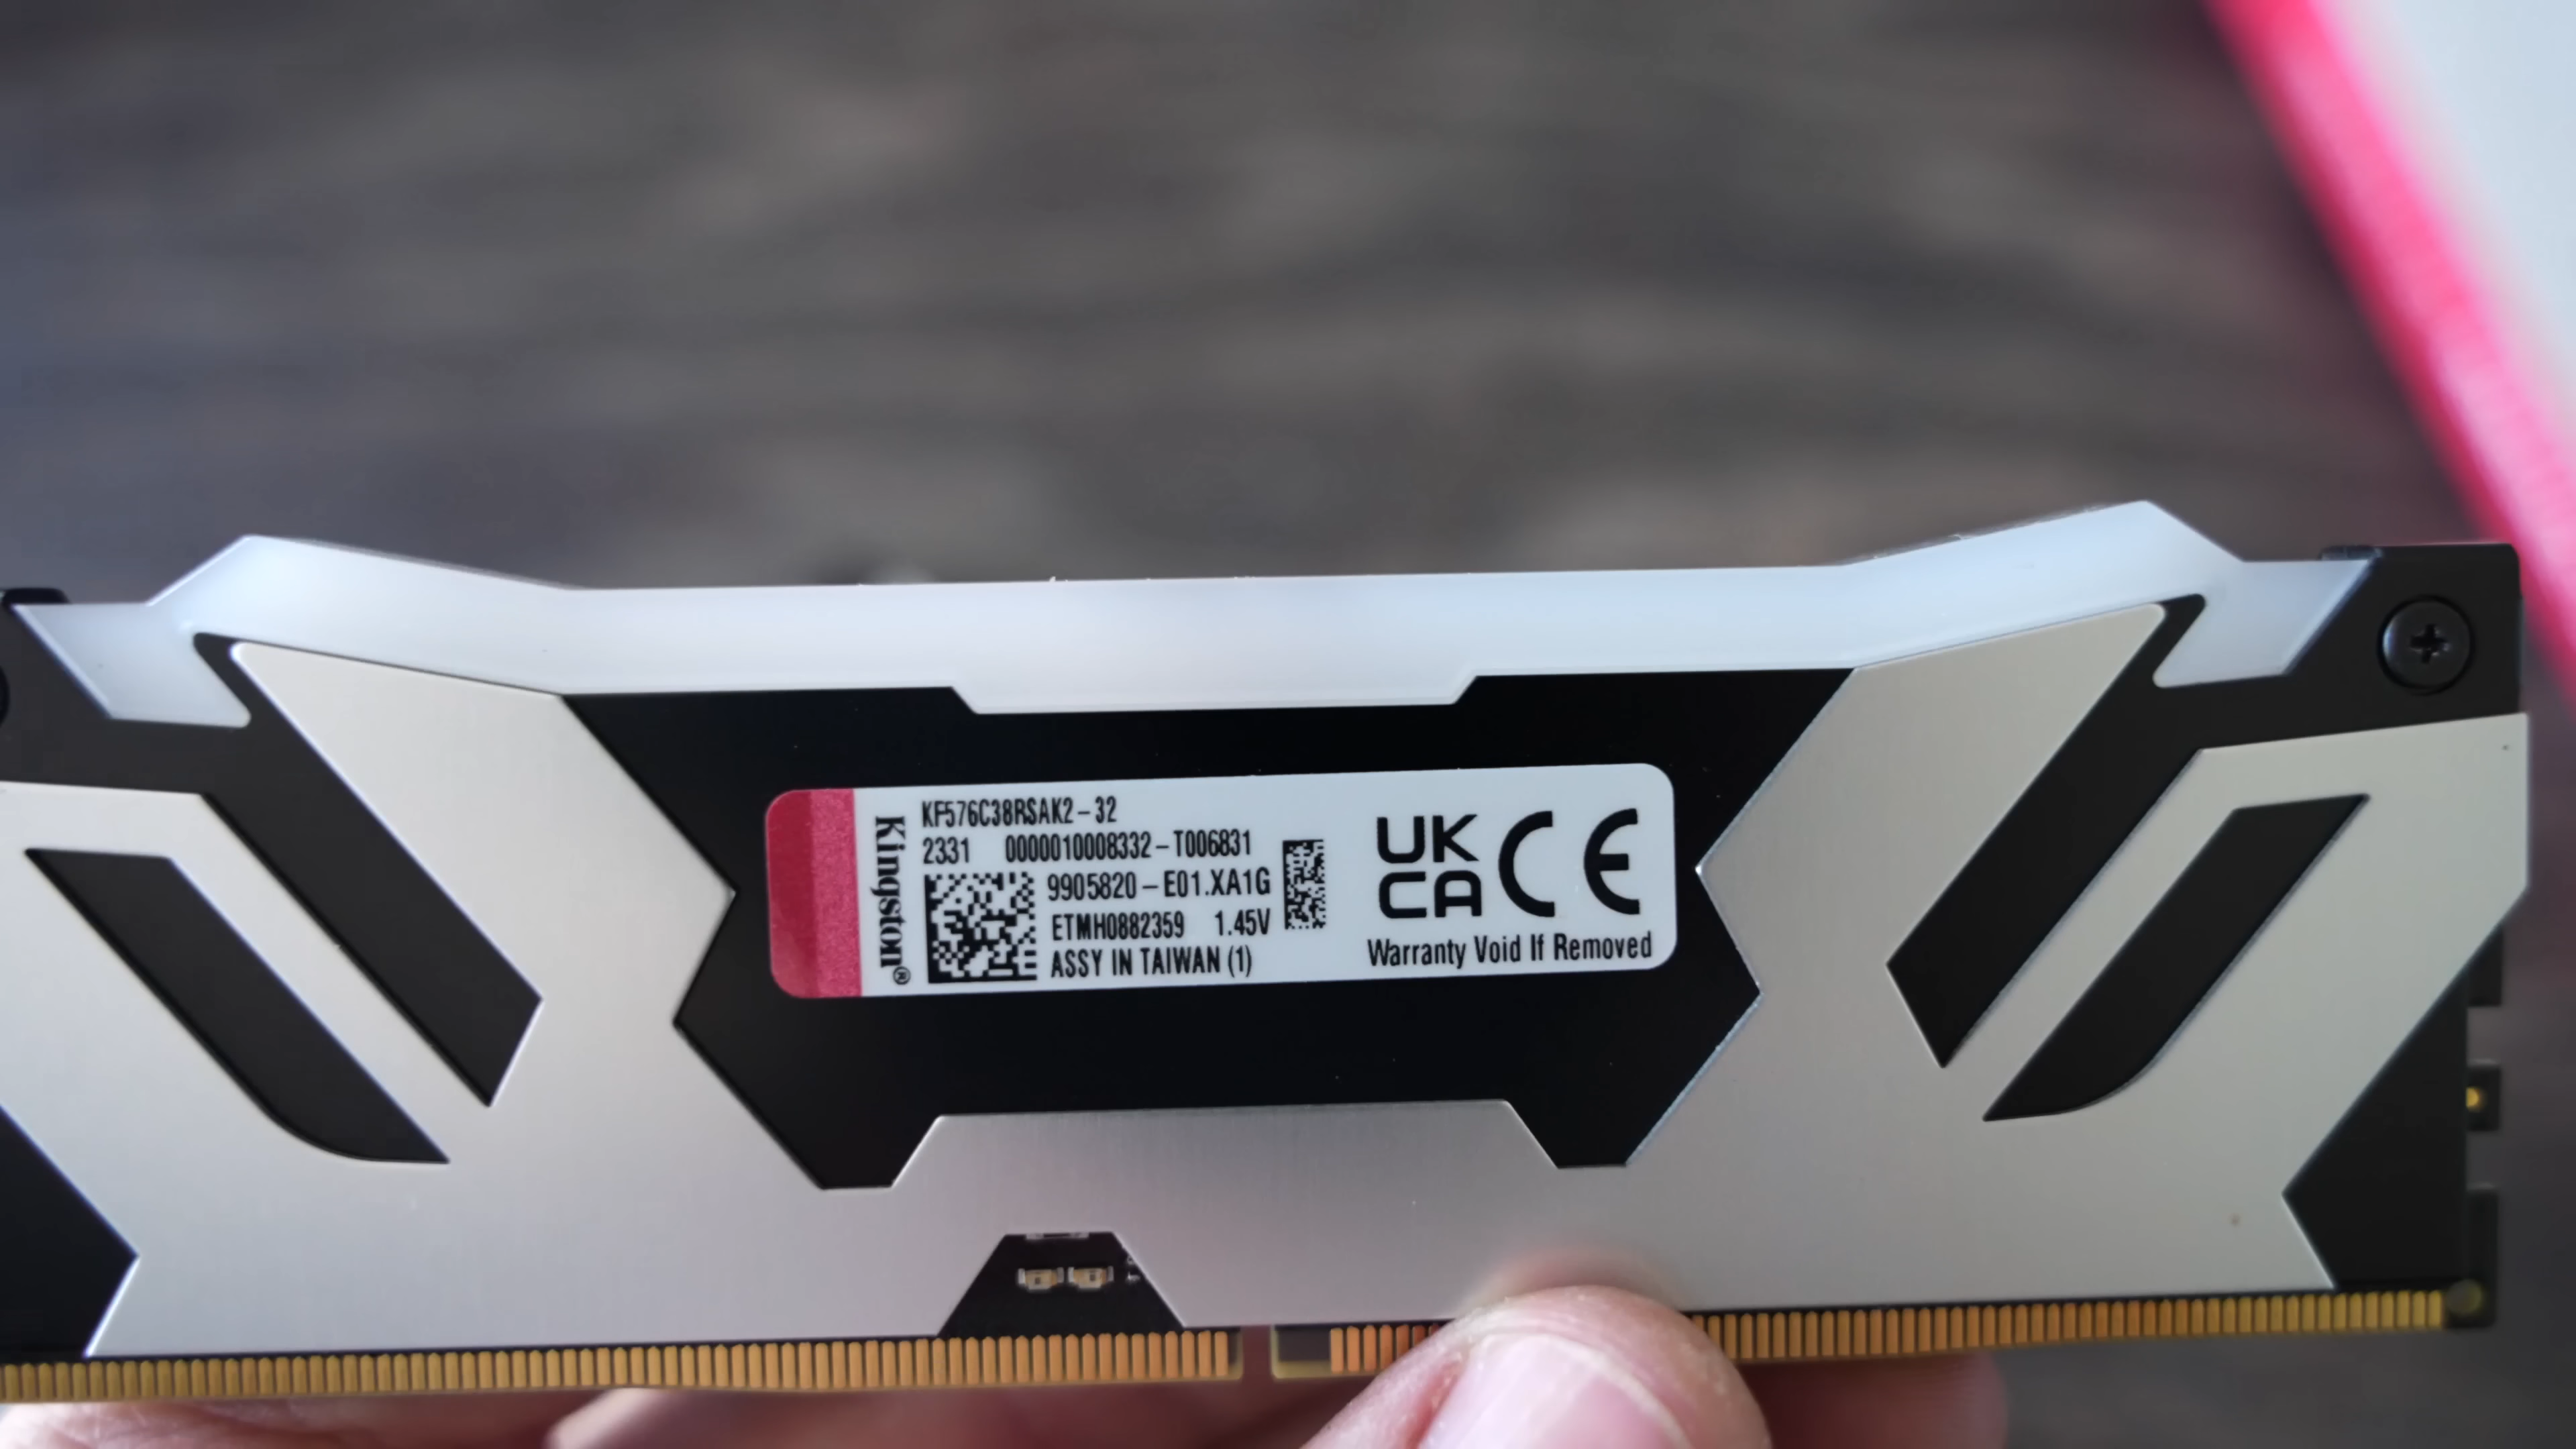 Kingston®
KF576C38RSAK2-32
2331 0000010008332-T006831
9905820-E01.XA1G
ETMH0882359 1.45V
ASSY IN TAIWAN (1)
UK
CA CE
Warranty Void If Removed